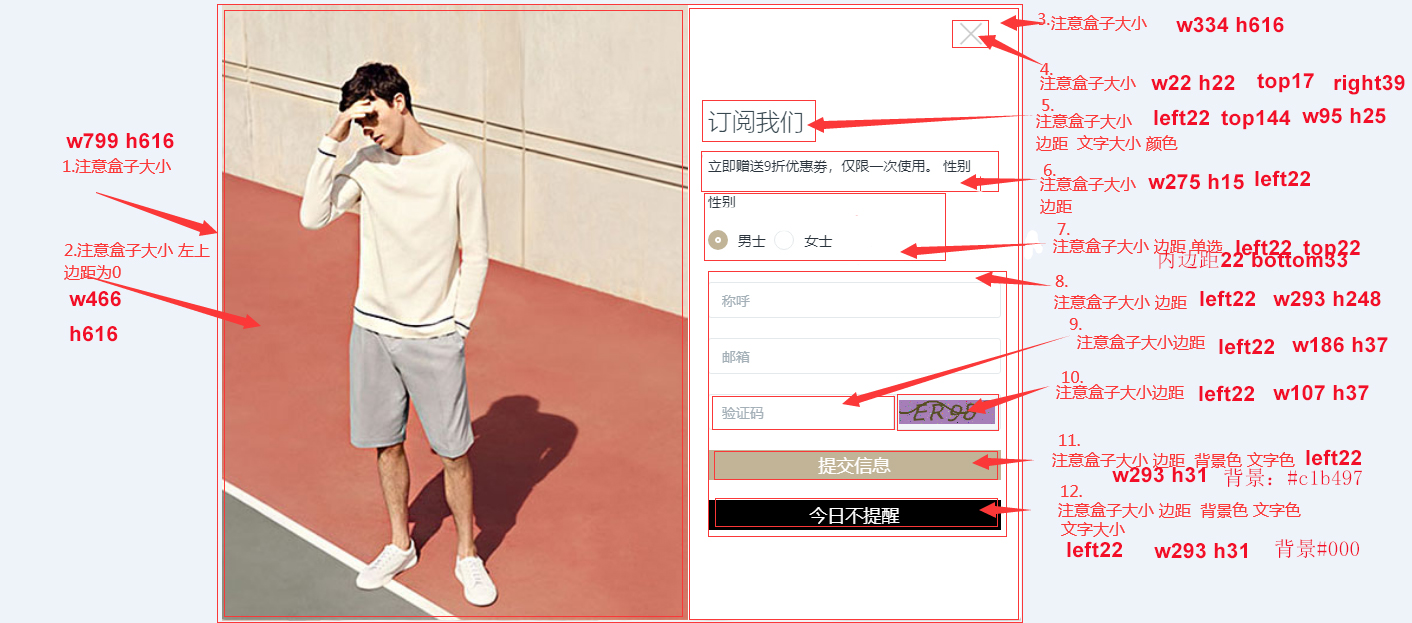 w799 h616
1.注意盒子大小
2.注意盒子大小 左上
边距为0
w466
h616
订阅我们
立即赠送9折优惠劵，仅限一次使用。 性别
性别
男士 女士
称呼
邮箱
验证码
ER98
提交信息
今日不提醒
3.注意盒子大小 w334 h616
4.
注意盒子大小 w22 h22 top17 right39
5.
注意盒子大小 left22 top144 w95 h25
边距 文字大小 颜色
6.
注意盒子大小 w275 h15 left22
边距
7.
注意盒子大小 边距 单选 left22 top22
内边距22 bottom33
8.
注意盒子大小 边距 left22 w293 h248
9.
注意盒子大小边距 left22 w186 h37
10.
注意盒子大小边距 left22 w107 h37
11.
注意盒子大小 边距 背景色 文字色 left22
w293 h31 背景：#c1b497
12.
注意盒子大小 边距 背景色 文字色
文字大小
left22 w293 h31 背景#000